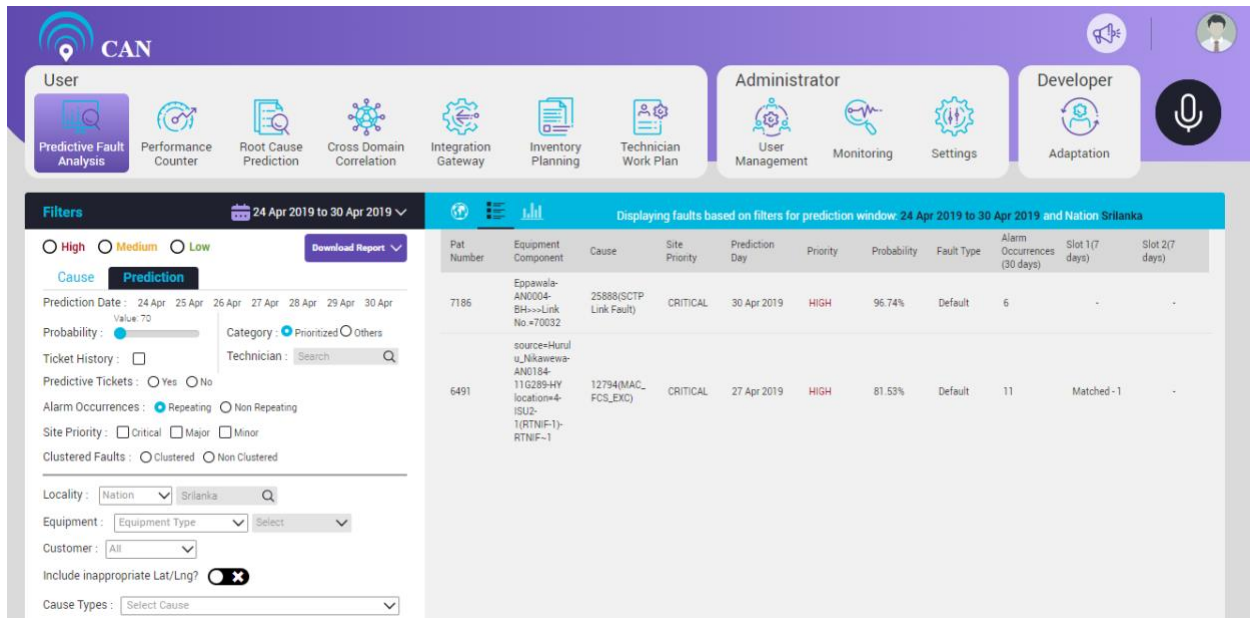 CAN
User
Administrator
Developer
Predictive Fault
Analysis
Performance
Counter
Root Cause
Prediction
Cross Domain
Correlation
Integration
Gateway
Inventory
Planning
Technician
Work Plan
User
Management
Monitoring
Settings
Adaptation
Filters
24 Apr 2019 to 30 Apr 2019
High Medium Low
Download Report
Cause Prediction
Prediction Date : 24 Apr 25 Apr 26 Apr 27 Apr 28 Apr 29 Apr 30 Apr
Value: 70
Probability :
Category : Prioritized Others
Ticket History :
Technician : Search
Predictive Tickets : Yes No
Alarm Occurrences : Repeating Non Repeating
Site Priority : Critical Major Minor
Clustered Faults : Clustered Non Clustered
Locality : Nation Srilanka
Equipment : Equipment Type Select
Customer : All
Include inappropriate Lat/Lng?
Cause Types : Select Cause
Displaying faults based on filters for prediction window: 24 Apr 2019 to 30 Apr 2019 and Nation Srilanka
Pat
Number
Equipment
Component
Cause
Site
Priority
Prediction
Day
Priority
Probability
Fault Type
Alarm
Occurrences
(30 days)
Slot 1(7
days)
Slot 2(7
days)
7186
Eppawala-
AN0004-
BH>>>Link
No.=70032
25888(SCTP
Link Fault)
CRITICAL
30 Apr 2019
HIGH
96.74%
Default
6
-
-
6491
source=Hurul
u_Nikawewa-
AN0184-
11G289-HY
location=4-
ISU2-
1(RTNIF-1)-
RTNIF~1
12794(MAC_
FCS_EXC)
CRITICAL
27 Apr 2019
HIGH
81.53%
Default
11
Matched - 1
-